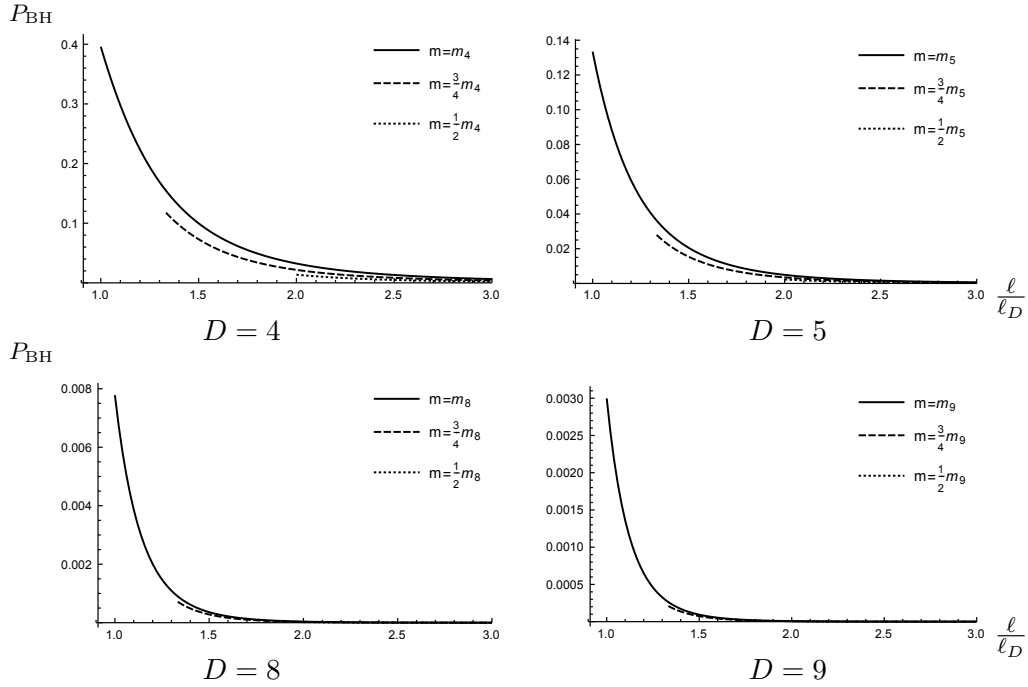 P_BH
0.4
0.3
0.2
0.1
1.0 1.5 2.0 2.5 3.0
m=m_4
m=3/4 m_4
m=1/2 m_4
D = 4
0.14
0.12
0.10
0.08
0.06
0.04
0.02
1.0 1.5 2.0 2.5 3.0
m=m_5
m=3/4 m_5
m=1/2 m_5
ℓ/ℓ_D
D = 5
P_BH
0.008
0.006
0.004
0.002
1.0 1.5 2.0 2.5 3.0
m=m_8
m=3/4 m_8
m=1/2 m_8
D = 8
0.0030
0.0025
0.0020
0.0015
0.0010
0.0005
1.0 1.5 2.0 2.5 3.0
m=m_9
m=3/4 m_9
m=1/2 m_9
ℓ/ℓ_D
D = 9